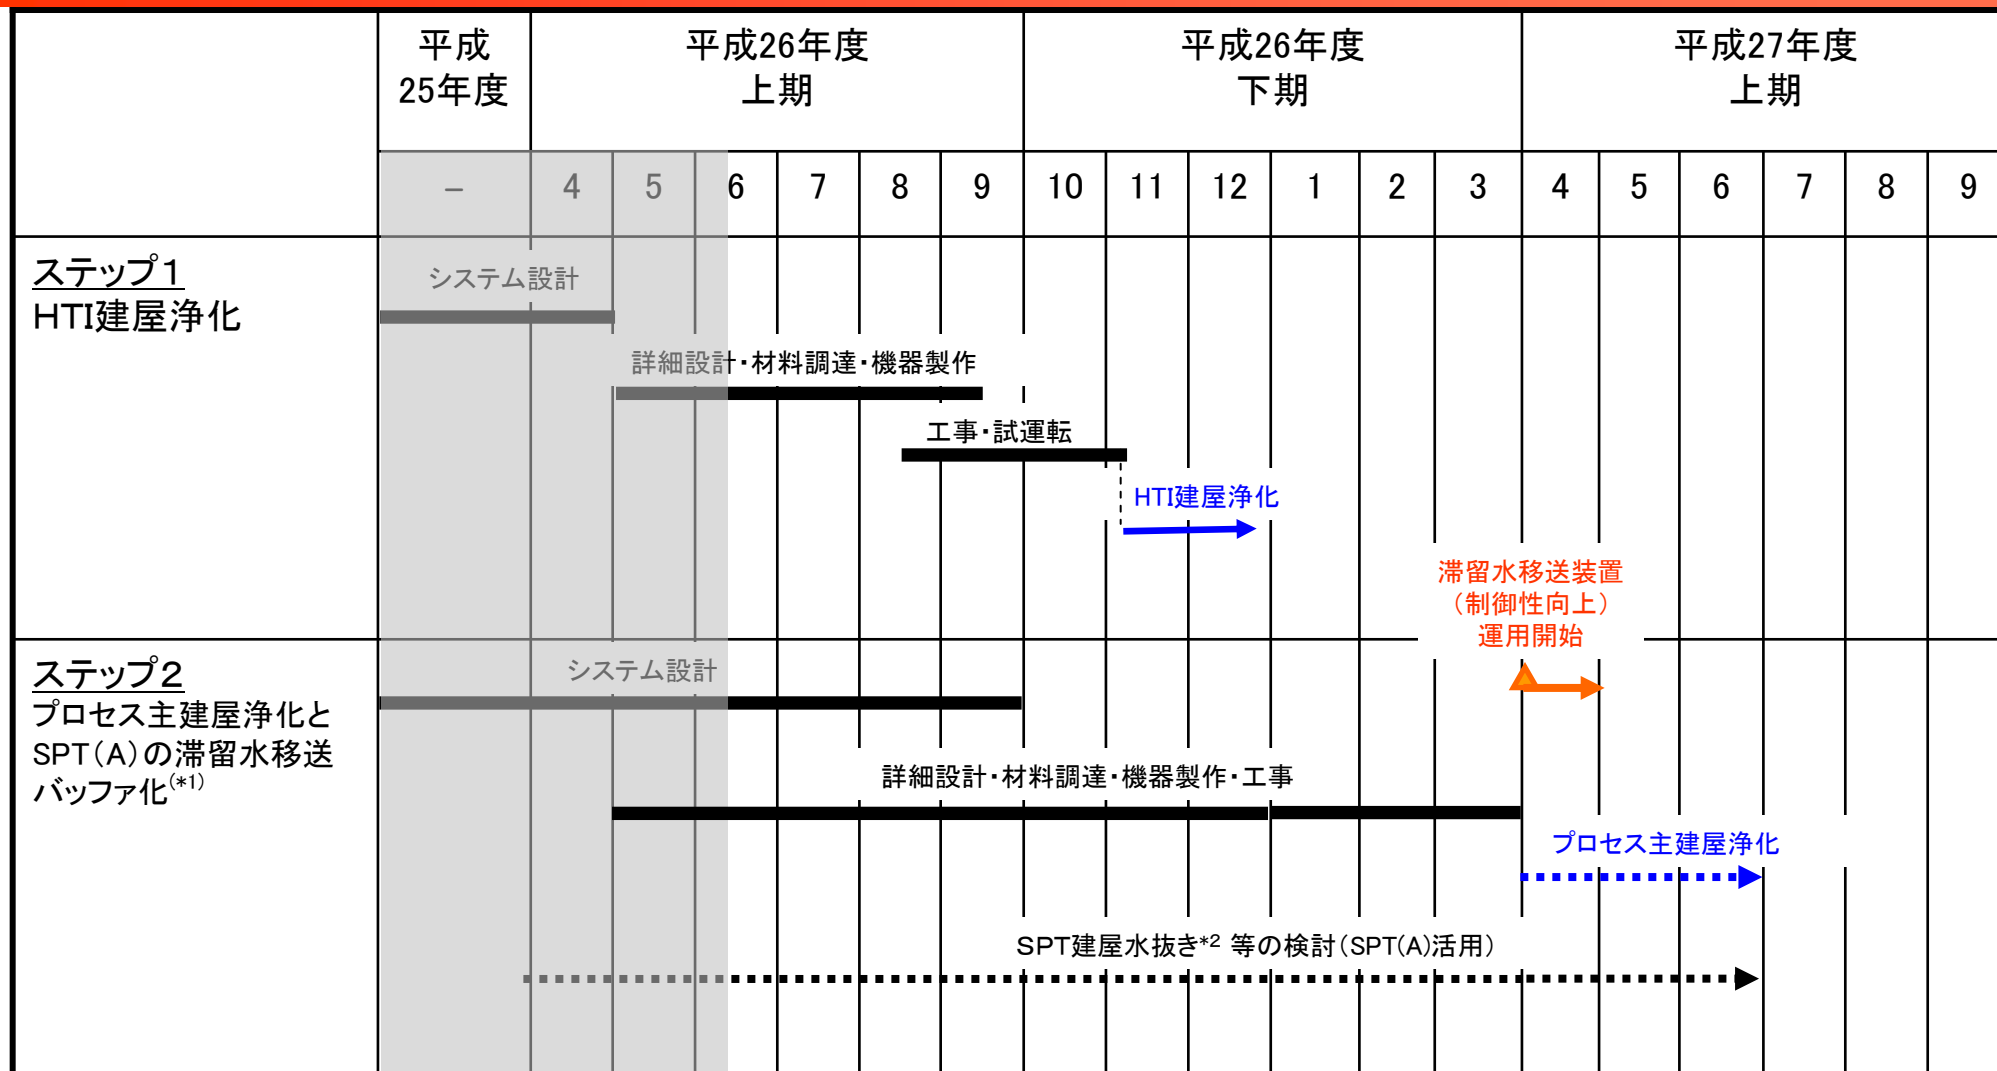 平成
25年度
平成26年度
上期
平成26年度
下期
平成27年度
上期
－ 4 5 6 7 8 9 10 11 12 1 2 3 4 5 6 7 8 9
ステップ1
HTI建屋浄化
システム設計
詳細設計・材料調達・機器製作
工事・試運転
HTI建屋浄化
滞留水移送装置
（制御性向上）
運用開始
ステップ2
プロセス主建屋浄化と
SPT(A)の滞留水移送
バッファ化(*1)
システム設計
詳細設計・材料調達・機器製作・工事
プロセス主建屋浄化
SPT建屋水抜き*2 等の検討（SPT(A)活用）